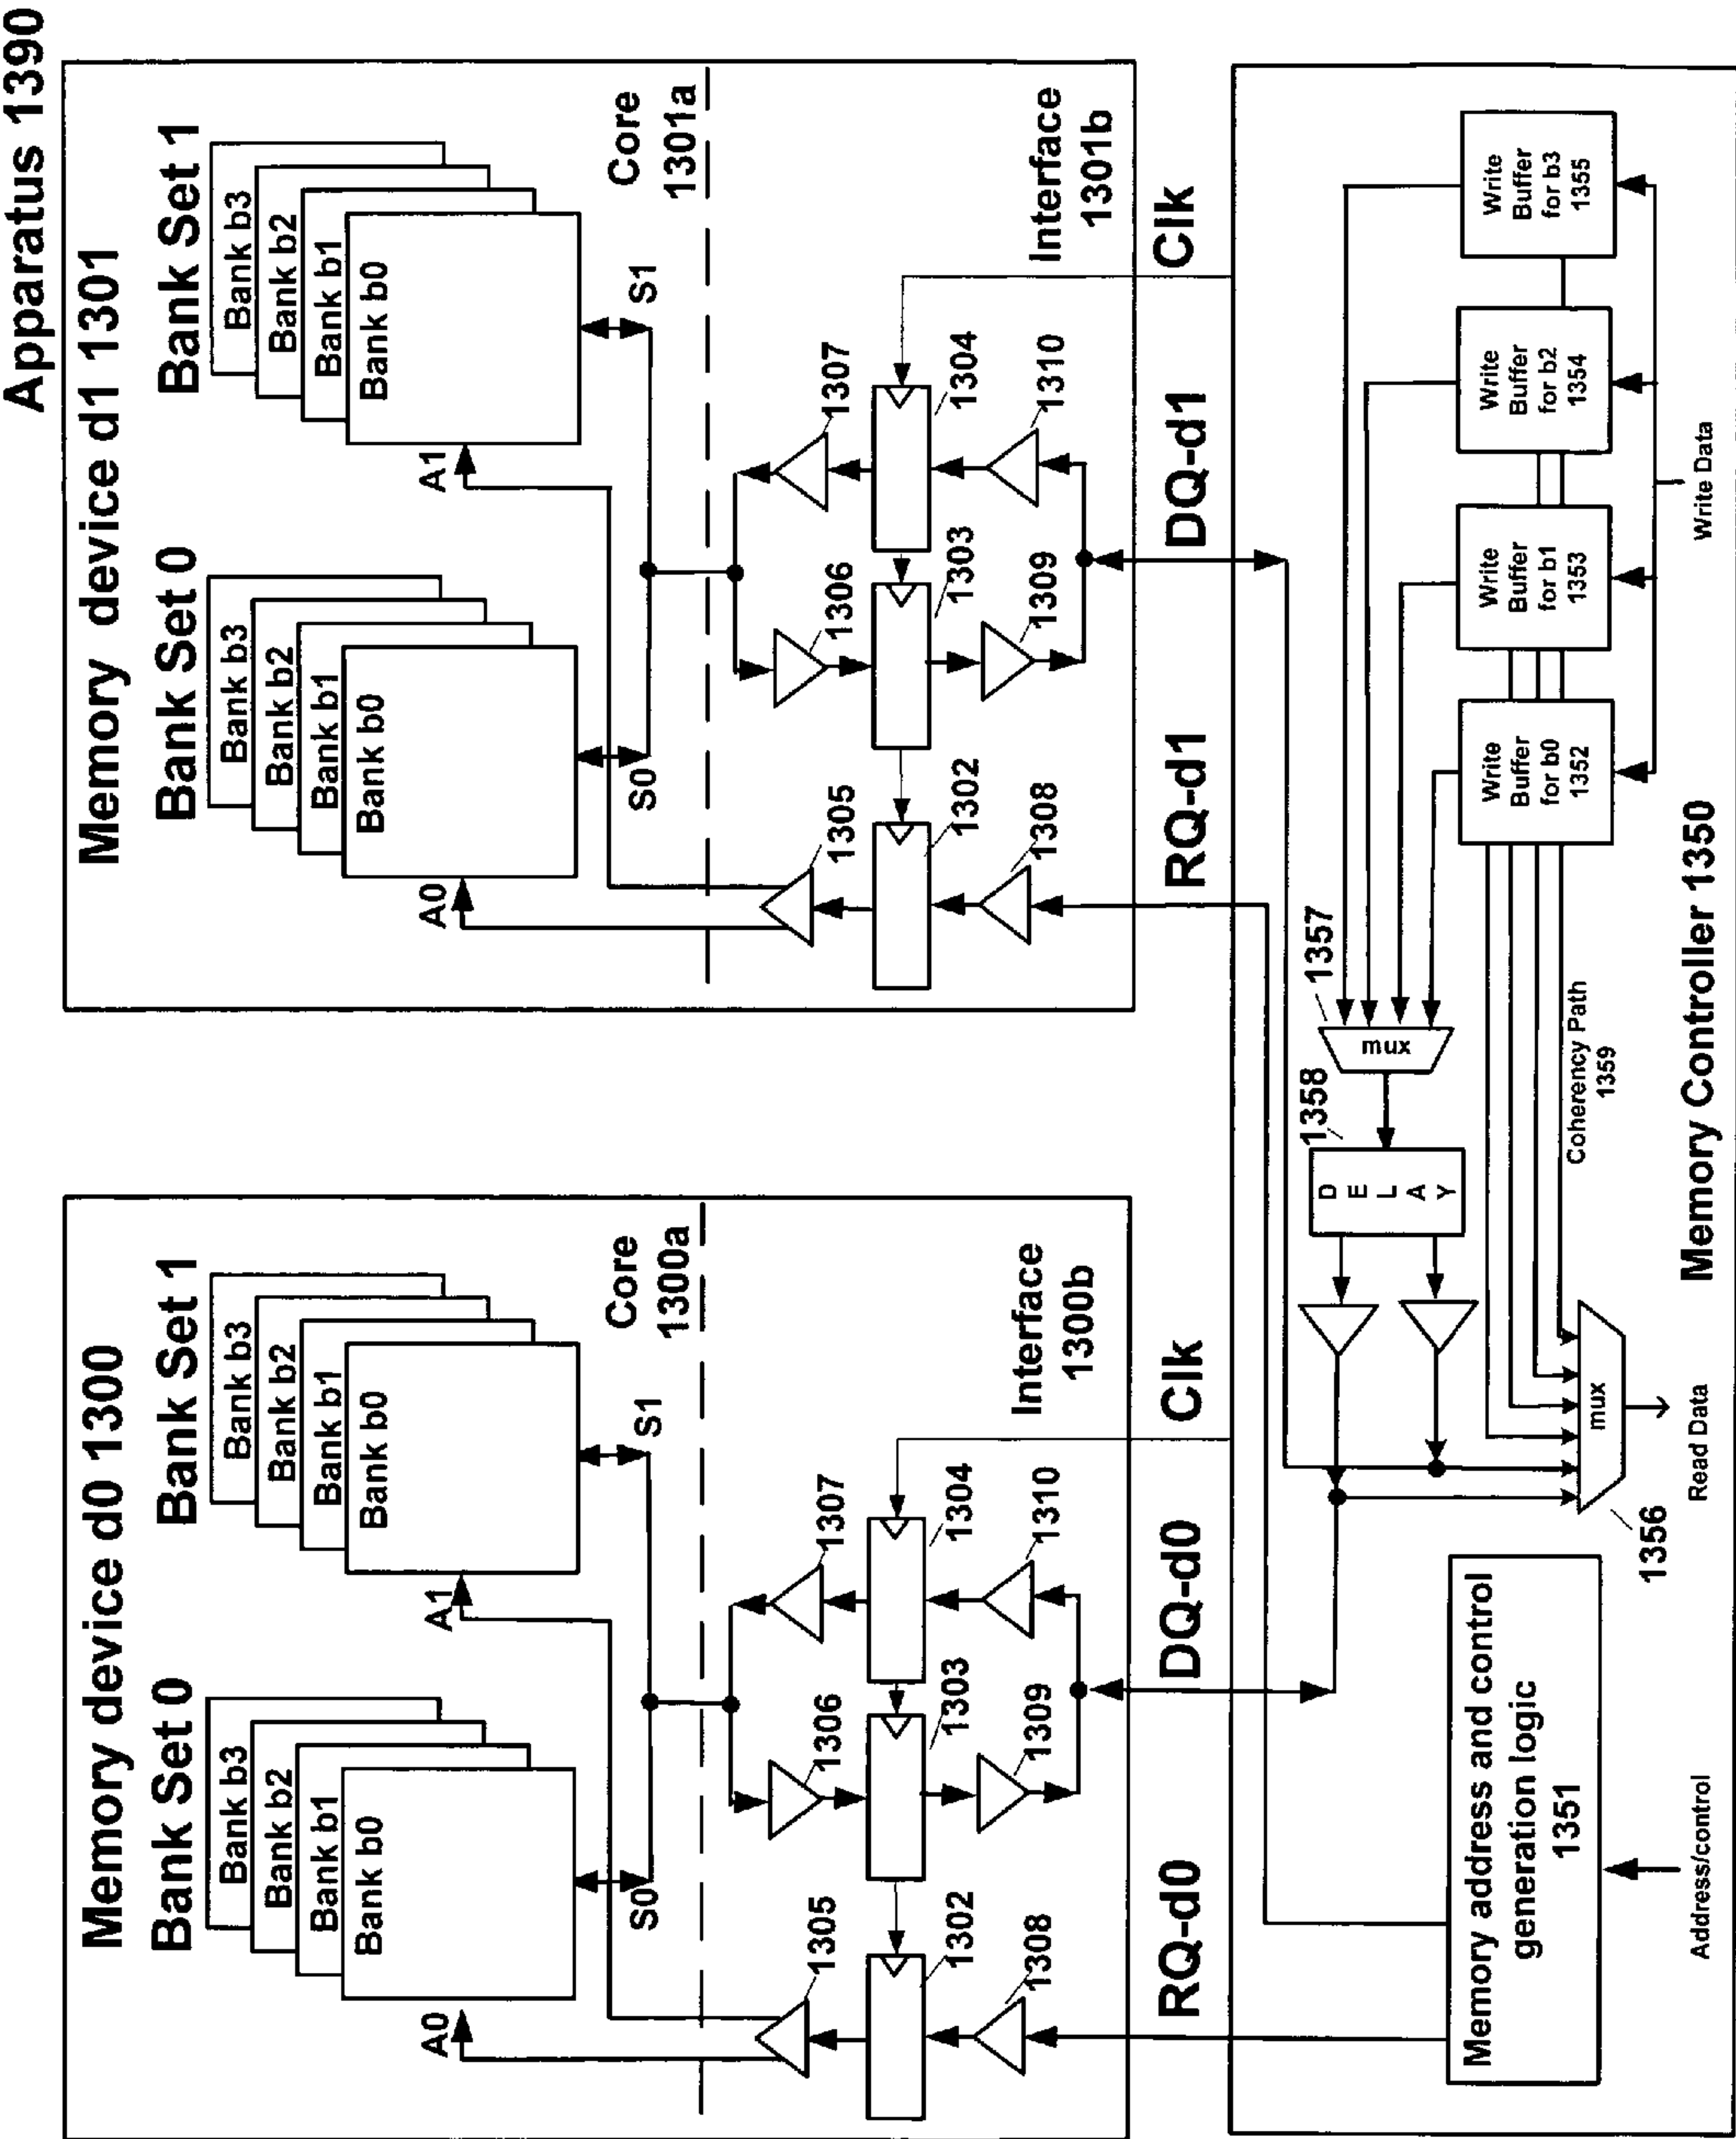 Apparatus 1390
Memory device d0 1300
Bank Set 0
Bank b3
Bank b2
Bank b1
Bank b0
Bank Set 1
Bank b3
Bank b2
Bank b1
Bank b0
A0
A1
S0
S1
Core
1300a
1305
1306
1307
1302
1303
1304
1308
1309
1310
Interface
1300b
RQ-d0
DQ-d0
Clk
Memory device d1 1301
Bank Set 0
Bank b3
Bank b2
Bank b1
Bank b0
Bank Set 1
Bank b3
Bank b2
Bank b1
Bank b0
A0
A1
S0
S1
Core
1301a
1305
1306
1307
1302
1303
1304
1308
1309
1310
Interface
1301b
RQ-d1
DQ-d1
Clk
Memory address and control
generation logic
1351
Address/control
1356
mux
Read Data
1358
D
E
L
A
Y
1357
mux
Coherency Path
1359
Write
Buffer
for b0
1352
Write
Buffer
for b1
1353
Write
Buffer
for b2
1354
Write
Buffer
for b3
1355
Write Data
Memory Controller 1350